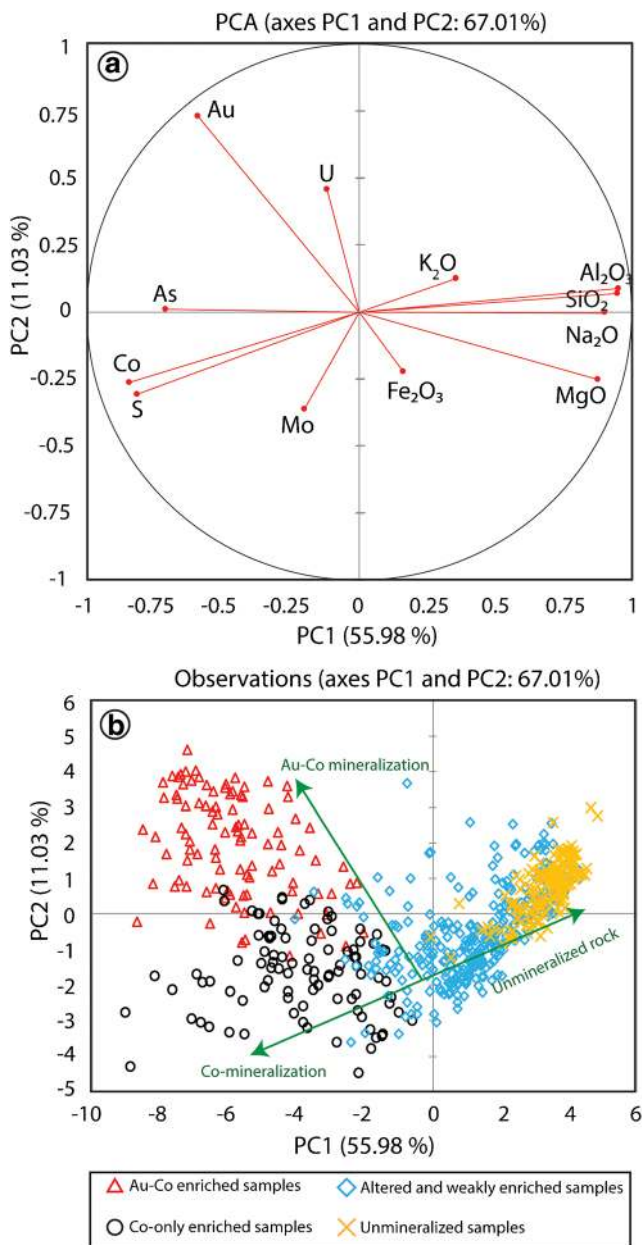 PCA (axes PC1 and PC2: 67.01%)
a
1
0.75
0.5
0.25
0
-0.25
-0.5
-0.75
-1
PC2 (11.03 %)
Au
U
K₂O
Al₂O₃
SiO₂
Na₂O
MgO
Fe₂O₃
As
Co
S
Mo
-1 -0.75 -0.5 -0.25 0 0.25 0.5 0.75 1
PC1 (55.98 %)
Observations (axes PC1 and PC2: 67.01%)
b
6
5
4
3
2
1
0
-1
-2
-3
-4
-5
PC2 (11.03 %)
Au-Co mineralization
Unmineralized rock
Co-mineralization
-10 -8 -6 -4 -2 0 2 4 6
PC1 (55.98 %)
Au-Co enriched samples Altered and weakly enriched samples
Co-only enriched samples Unmineralized samples